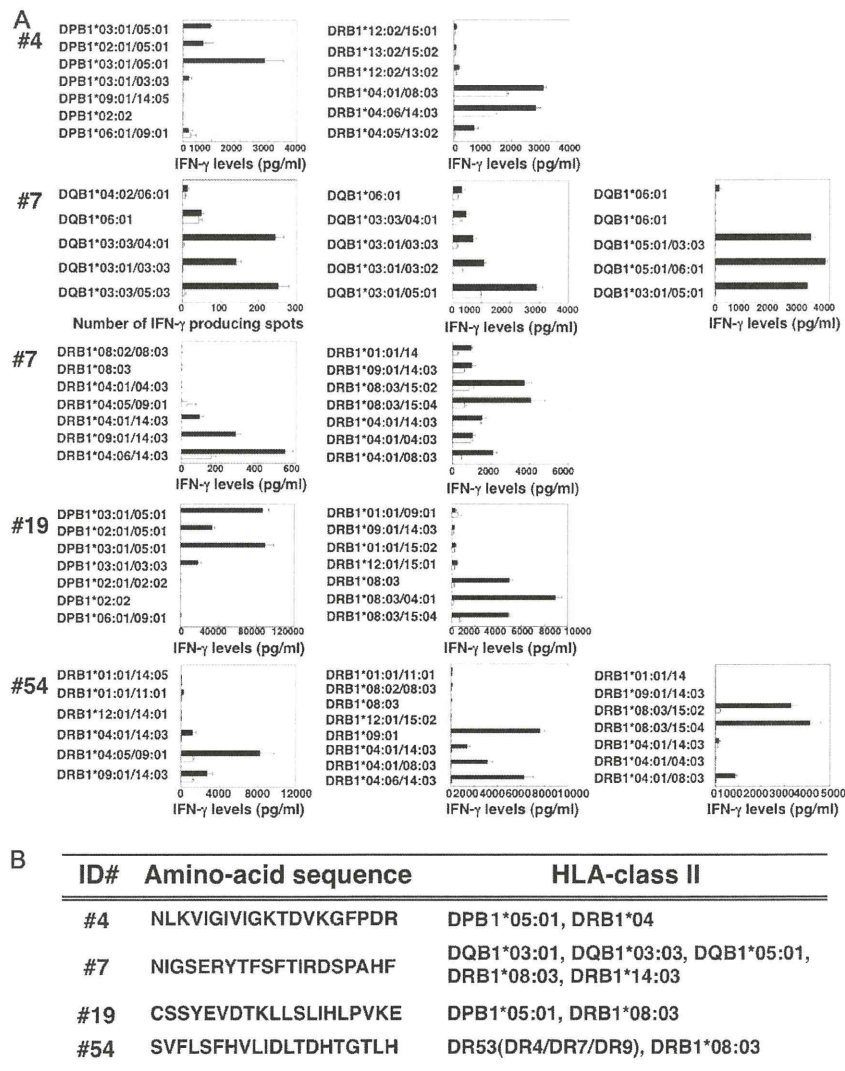 A
#4
DPB1*03:01/05:01
DPB1*02:01/05:01
DPB1*03:01/05:01
DPB1*03:01/03:03
DPB1*09:01/14:05
DPB1*02:02
DPB1*06:01/09:01
0 1000 2000 3000 4000
IFN-γ levels (pg/ml)
DRB1*12:02/15:01
DRB1*13:02/15:02
DRB1*12:02/13:02
DRB1*04:01/08:03
DRB1*04:06/14:03
DRB1*04:05/13:02
0 1000 2000 3000 4000
IFN-γ levels (pg/ml)
#7
DQB1*04:02/06:01
DQB1*06:01
DQB1*03:03/04:01
DQB1*03:01/03:03
DQB1*03:03/05:03
0 100 200 300
Number of IFN-γ producing spots
DQB1*06:01
DQB1*03:03/04:01
DQB1*03:01/03:03
DQB1*03:01/03:02
DQB1*03:01/05:01
0 1000 2000 3000 4000
IFN-γ levels (pg/ml)
DQB1*06:01
DQB1*06:01
DQB1*05:01/03:03
DQB1*05:01/06:01
DQB1*03:01/05:01
0 1000 2000 3000 4000
IFN-γ levels (pg/ml)
#7
DRB1*08:02/08:03
DRB1*08:03
DRB1*04:01/04:03
DRB1*04:05/09:01
DRB1*04:01/14:03
DRB1*09:01/14:03
DRB1*04:06/14:03
0 200 400 600
IFN-γ levels (pg/ml)
DRB1*01:01/14
DRB1*09:01/14:03
DRB1*08:03/15:02
DRB1*08:03/15:04
DRB1*04:01/14:03
DRB1*04:01/04:03
DRB1*04:01/08:03
0 2000 4000 6000
IFN-γ levels (pg/ml)
#19
DPB1*03:01/05:01
DPB1*02:01/05:01
DPB1*03:01/05:01
DPB1*03:01/03:03
DPB1*02:01/02:02
DPB1*02:02
DPB1*06:01/09:01
0 40000 80000 120000
IFN-γ levels (pg/ml)
DRB1*01:01/09:01
DRB1*09:01/14:03
DRB1*01:01/15:02
DRB1*12:01/15:01
DRB1*08:03
DRB1*08:03/04:01
DRB1*08:03/15:04
0 2000 4000 6000 8000 10000
IFN-γ levels (pg/ml)
#54
DRB1*01:01/14:05
DRB1*01:01/11:01
DRB1*12:01/14:01
DRB1*04:01/14:03
DRB1*04:05/09:01
DRB1*09:01/14:03
0 4000 8000 12000
IFN-γ levels (pg/ml)
DRB1*01:01/11:01
DRB1*08:02/08:03
DRB1*08:03
DRB1*12:01/15:02
DRB1*09:01
DRB1*04:01/14:03
DRB1*04:01/08:03
DRB1*04:06/14:03
0 2000 4000 6000 8000 10000
IFN-γ levels (pg/ml)
DRB1*01:01/14
DRB1*09:01/14:03
DRB1*08:03/15:02
DRB1*08:03/15:04
DRB1*04:01/14:03
DRB1*04:01/04:03
DRB1*04:01/08:03
0 1000 2000 3000 4000 5000
IFN-γ levels (pg/ml)
B
ID# Amino-acid sequence HLA-class II
#4 NLKVIGIVIGKTDVKGFPDR DPB1*05:01, DRB1*04
#7 NIGSERYTFSFTIRDSPAHF DQB1*03:01, DQB1*03:03, DQB1*05:01,
DRB1*08:03, DRB1*14:03
#19 CSSYEVDTKLLSLIHLPVKE DPB1*05:01, DRB1*08:03
#54 SVFLSFHVLIDLTDHTGTLH DR53(DR4/DR7/DR9), DRB1*08:03